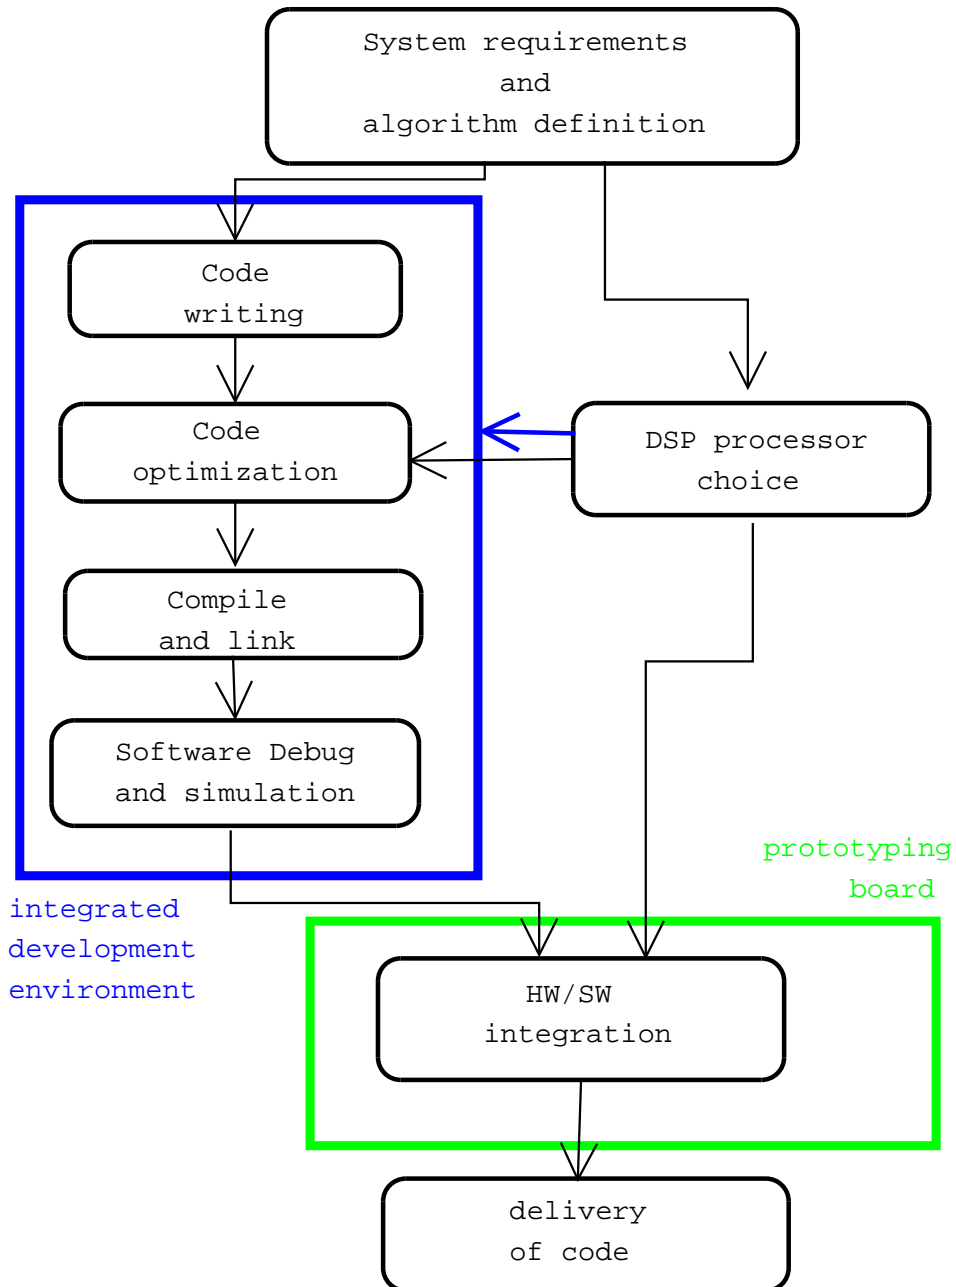 System requirements
and
algorithm definition
Code
writing
Code
optimization
DSP processor
choice
Compile
and link
Software Debug
and simulation
prototyping
board
integrated
development
environment
HW/SW
integration
delivery
of code